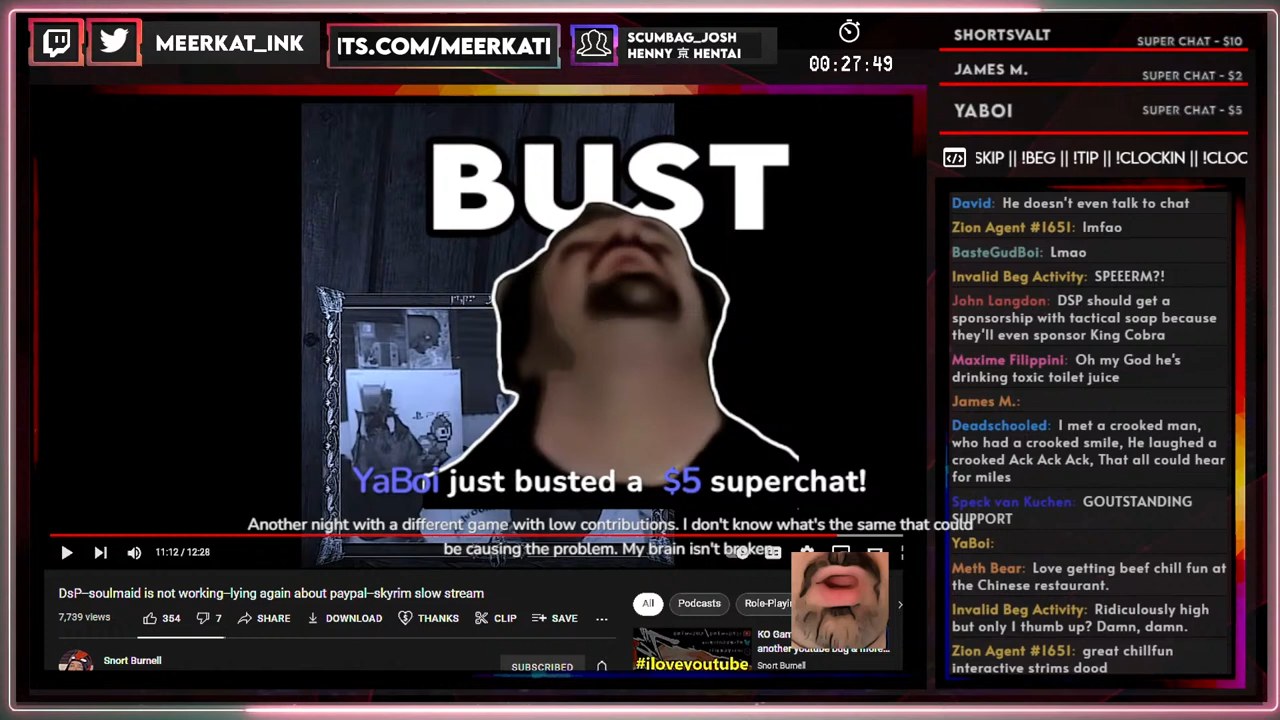 MEERKAT_INK
ITS.COM/MEERKATI
SCUMBAG_JOSH
HENNY 京 HENTAI
00:27:49
SHORTSVALT SUPER CHAT - $10
JAMES M. SUPER CHAT - $2
YABOI SUPER CHAT - $5
SKIP || !BEG || !TIP || !CLOCKIN || !CLOC
BUST
YaBoi just busted a $5 superchat!
Another night with a different game with low contributions. I don't know what's the same that could
be causing the problem. My brain isn't broken.
11:12 / 12:28
DsP–soulmaid is not working–lying again about paypal–skyrim slow stream
7,739 views
354
7
SHARE
DOWNLOAD
THANKS
CLIP
SAVE
Snort Burnell
SUBSCRIBED
All
Podcasts
Role-Playin
KO Gam
another youtube bug & more...
Snort Burnell
#iloveyoutube
David: He doesn't even talk to chat
Zion Agent #1651: lmfao
BasteGudBoi: Lmao
Invalid Beg Activity: SPEEERM?!
John Langdon: DSP should get a
sponsorship with tactical soap because
they'll even sponsor King Cobra
Maxime Filippini: Oh my God he's
drinking toxic toilet juice
James M.:
Deadschooled: I met a crooked man,
who had a crooked smile, He laughed a
crooked Ack Ack Ack, That all could hear
for miles
Speck van Kuchen: GOUTSTANDING
SUPPORT
YaBoi:
Meth Bear: Love getting beef chill fun at
the Chinese restaurant.
Invalid Beg Activity: Ridiculously high
but only I thumb up? Damn, damn.
Zion Agent #1651: great chillfun
interactive strims dood